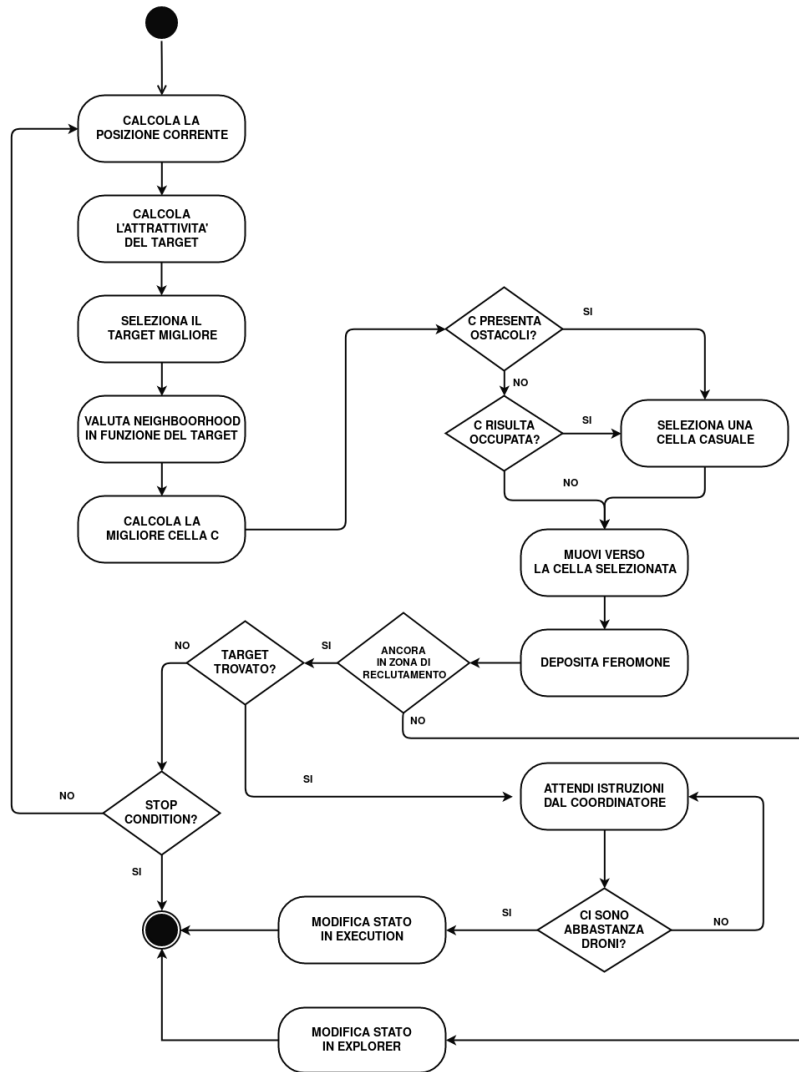 CALCOLA LA
POSIZIONE CORRENTE
CALCOLA
L'ATTRATTIVITA'
DEL TARGET
SELEZIONA IL
TARGET MIGLIORE
VALUTA NEIGHBOORHOOD
IN FUNZIONE DEL TARGET
CALCOLA LA
MIGLIORE CELLA C
C PRESENTA
OSTACOLI?
SI
NO
C RISULTA
OCCUPATA?
SI
SELEZIONA UNA
CELLA CASUALE
NO
MUOVI VERSO
LA CELLA SELEZIONATA
DEPOSITA FEROMONE
ANCORA
IN ZONA DI
RECLUTAMENTO
SI
NO
TARGET
TROVATO?
NO
SI
STOP
CONDITION?
NO
SI
ATTENDI ISTRUZIONI
DAL COORDINATORE
CI SONO
ABBASTANZA
DRONI?
NO
SI
MODIFICA STATO
IN EXECUTION
MODIFICA STATO
IN EXPLORER